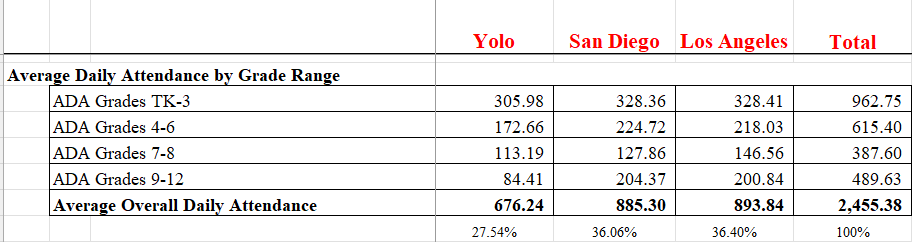 Yolo San Diego Los Angeles Total
Average Daily Attendance by Grade Range
ADA Grades TK-3 305.98 328.36 328.41 962.75
ADA Grades 4-6 172.66 224.72 218.03 615.40
ADA Grades 7-8 113.19 127.86 146.56 387.60
ADA Grades 9-12 84.41 204.37 200.84 489.63
Average Overall Daily Attendance 676.24 885.30 893.84 2,455.38
27.54% 36.06% 36.40% 100%